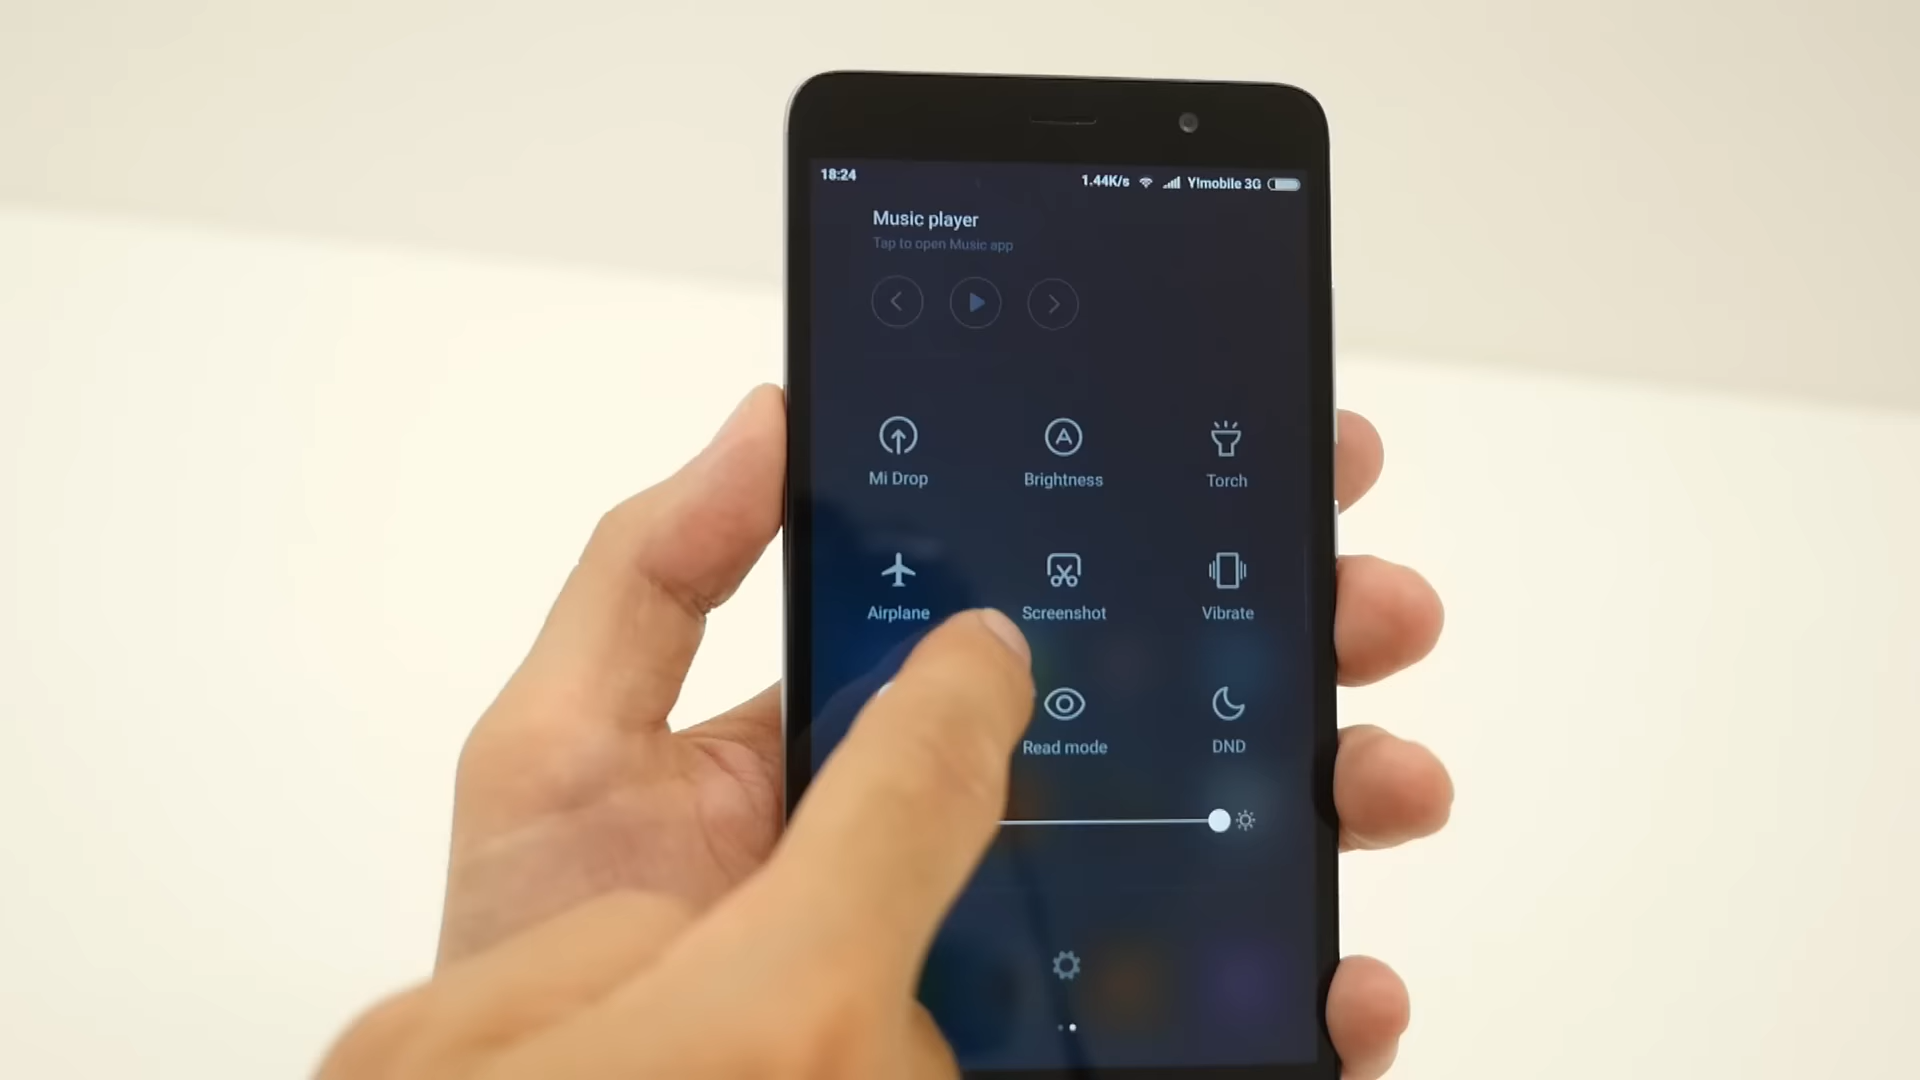 18:24
1.44K/s Y!mobile 3G
Music player
Tap to open Music app
Mi Drop
Brightness
Torch
Airplane
Screenshot
Vibrate
Read mode
DND